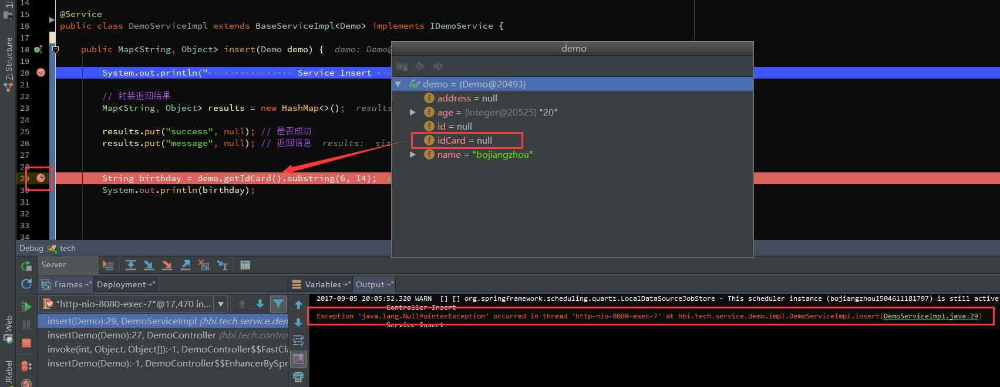 1:
14
15 @Service
16 public class DemoServiceImpl extends BaseServiceImpl<Demo> implements IDemoService {
17
18 public Map<String, Object> insert(Demo demo) { demo: Demo@
19
20 System.out.println("---------------- Service Insert ---
21
22 // 封装返回结果
23 Map<String, Object> results = new HashMap<>(); results
24
25 results.put("success", null); // 是否成功
26 results.put("message", null); // 返回信息 results: siz
27
28
29 String birthday = demo.getIdCard().substring(6, 14);
30 System.out.println(birthday);
31
32
33
34
demo
demo = {Demo@20493}
address = null
age = {Integer@20525} "20"
id = null
idCard = null
name = "bojiangzhou"
7: Structure
Web
JRebel
Debug tech
Server
Frames Deployment
Variables Output
"http-nio-8080-exec-7"@17,470 in...
insert(Demo):29, DemoServiceImpl (hbi.tech.service.den
insertDemo(Demo):27, DemoController (hbi.tech.contro
invoke(int, Object, Object[]):-1, DemoController$$FastCla
insertDemo(Demo):-1, DemoController$$EnhancerBySpr
2017-09-05 20:05:52.320 WARN [] [] org.springframework.scheduling.quartz.LocalDataSourceJobStore - This scheduler instance (bojiangzhou1504611181797) is still active
Controller Insert
Exception 'java.lang.NullPointerException' occurred in thread 'http-nio-8080-exec-7' at hbi.tech.service.demo.impl.DemoServiceImpl.insert(DemoServiceImpl.java:29)
Service Insert